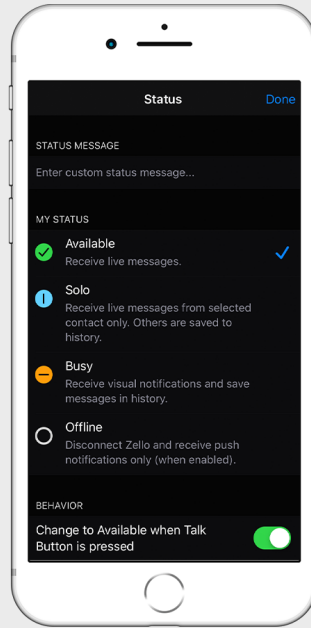 Status
Done
STATUS MESSAGE
Enter custom status message...
MY STATUS
Available
Receive live messages.
Solo
Receive live messages from selected
contact only. Others are saved to
history.
Busy
Receive visual notifications and save
messages in history.
Offline
Disconnect Zello and receive push
notifications only (when enabled).
BEHAVIOR
Change to Available when Talk
Button is pressed